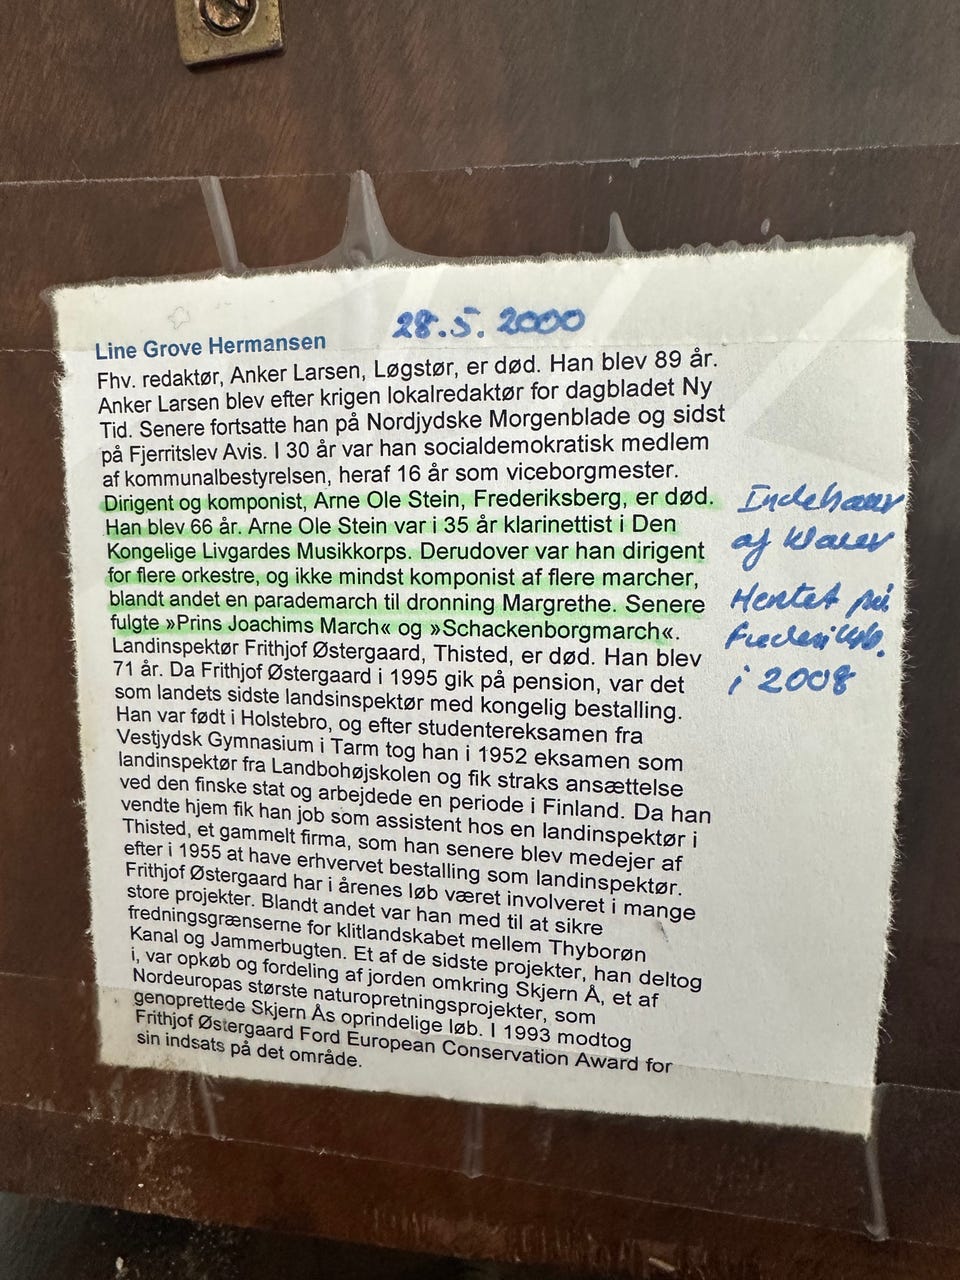 28.5.2000
Line Grove Hermansen
Fhv. redaktør, Anker Larsen, Løgstør, er død. Han blev 89 år.
Anker Larsen blev efter krigen lokalredaktør for dagbladet Ny
Tid. Senere fortsatte han på Nordjydske Morgenblade og sidst
på Fjerritslev Avis. I 30 år var han socialdemokratisk medlem
af kommunalbestyrelsen, heraf 16 år som viceborgmester.
Dirigent og komponist, Arne Ole Stein, Frederiksberg, er død.
Han blev 66 år. Arne Ole Stein var i 35 år klarinettist i Den
Kongelige Livgardes Musikkorps. Derudover var han dirigent
for flere orkestre, og ikke mindst komponist af flere marcher,
blandt andet en parademarch til dronning Margrethe. Senere
fulgte »Prins Joachims March« og »Schackenborgmarch«.
Landinspektør Frithjof Østergaard, Thisted, er død. Han blev
71 år. Da Frithjof Østergaard i 1995 gik på pension, var det
som landets sidste landsinspektør med kongelig bestalling.
Han var født i Holstebro, og efter studentereksamen fra
Vestjydsk Gymnasium i Tarm tog han i 1952 eksamen som
landinspektør fra Landbohøjskolen og fik straks ansættelse
ved den finske stat og arbejdede en periode i Finland. Da han
vendte hjem fik han job som assistent hos en landinspektør i
Thisted, et gammelt firma, som han senere blev medejer af
efter i 1955 at have erhvervet bestalling som landinspektør.
Frithjof Østergaard har i årenes løb været involveret i mange
store projekter. Blandt andet var han med til at sikre
fredningsgrænserne for klitlandskabet mellem Thyborøn
Kanal og Jammerbugten. Et af de sidste projekter, han deltog
i, var opkøb og fordeling af jorden omkring Skjern Å, et af
Nordeuropas største naturopretningsprojekter, som
genoprettede Skjern Ås oprindelige løb. I 1993 modtog
Frithjof Østergaard Ford European Conservation Award for
sin indsats på det område.
Indehaver
af klaver
Hentet på
Frederiksb.
i 2008